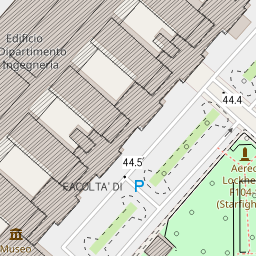 Edificio
Dipartimento
Ingegneria
44.4
44.5
P
FACOLTA' DI
Aereo
Lockhe
F104
(Starfigh
Museo